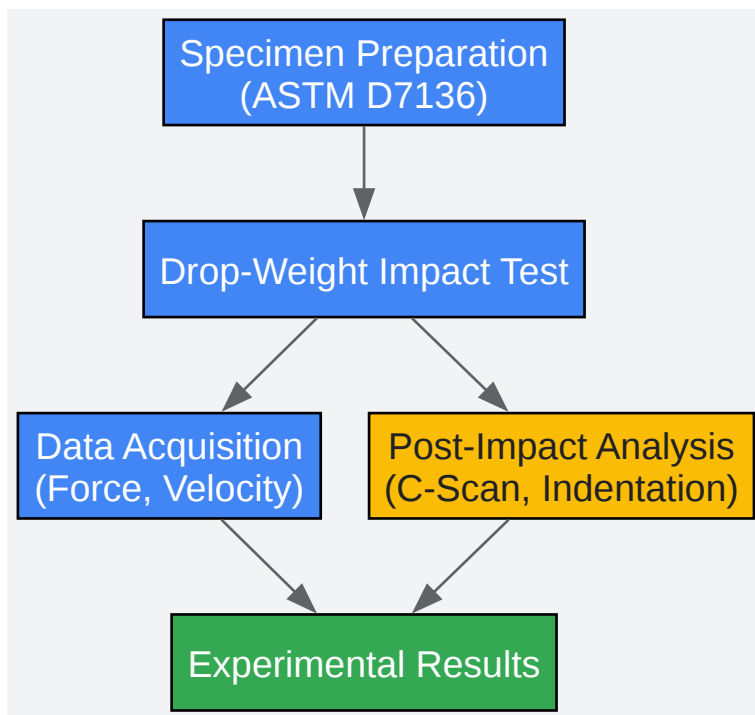 Specimen Preparation
(ASTM D7136)
Drop-Weight Impact Test
Data Acquisition
(Force, Velocity)
Post-Impact Analysis
(C-Scan, Indentation)
Experimental Results